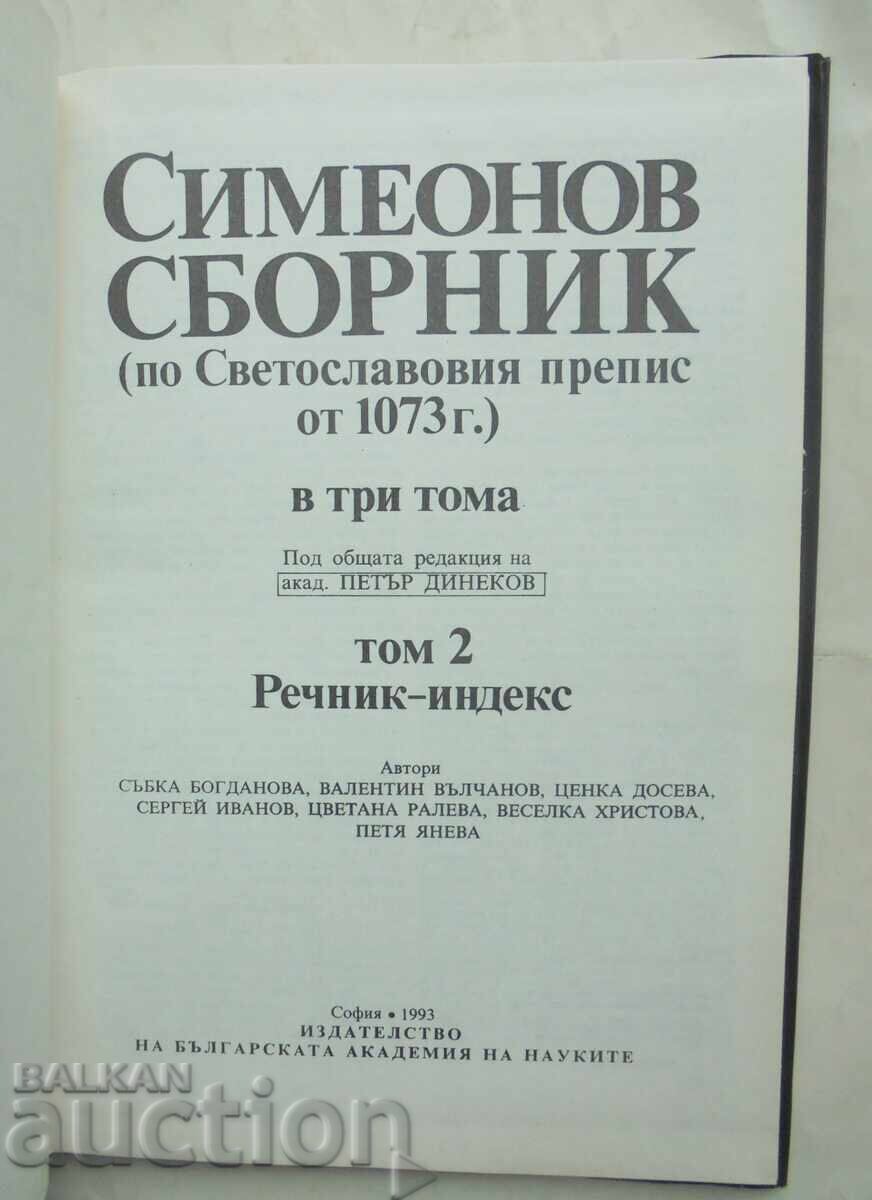 СИМЕОНОВ
СБОРНИК
(по Светославовия препис
от 1073 г.)
в три тома
Под общата редакция на
акад. ПЕТЪР ДИНЕКОВ
том 2
Речник-индекс
Автори
СЪБКА БОГДАНОВА, ВАЛЕНТИН ВЪЛЧАНОВ, ЦЕНКА ДОСЕВА,
СЕРГЕЙ ИВАНОВ, ЦВЕТАНА РАЛЕВА, ВЕСЕЛКА ХРИСТОВА,
ПЕТЯ ЯНЕВА
София • 1993
ИЗДАТЕЛСТВО
НА БЪЛГАРСКАТА АКАДЕМИЯ НА НАУКИТЕ
BALKAN
auction